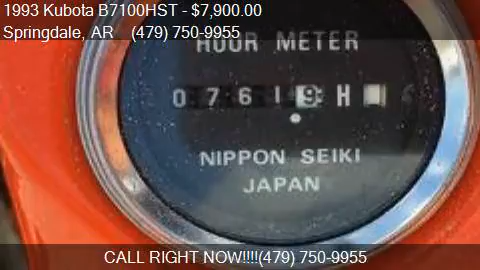 1993 Kubota B7100HST - $7,900.00
Springdale, AR (479) 750-9955
HOUR METER
0 7 6 1 9 H
NIPPON SEIKI
JAPAN
CALL RIGHT NOW!!!!(479) 750-9955